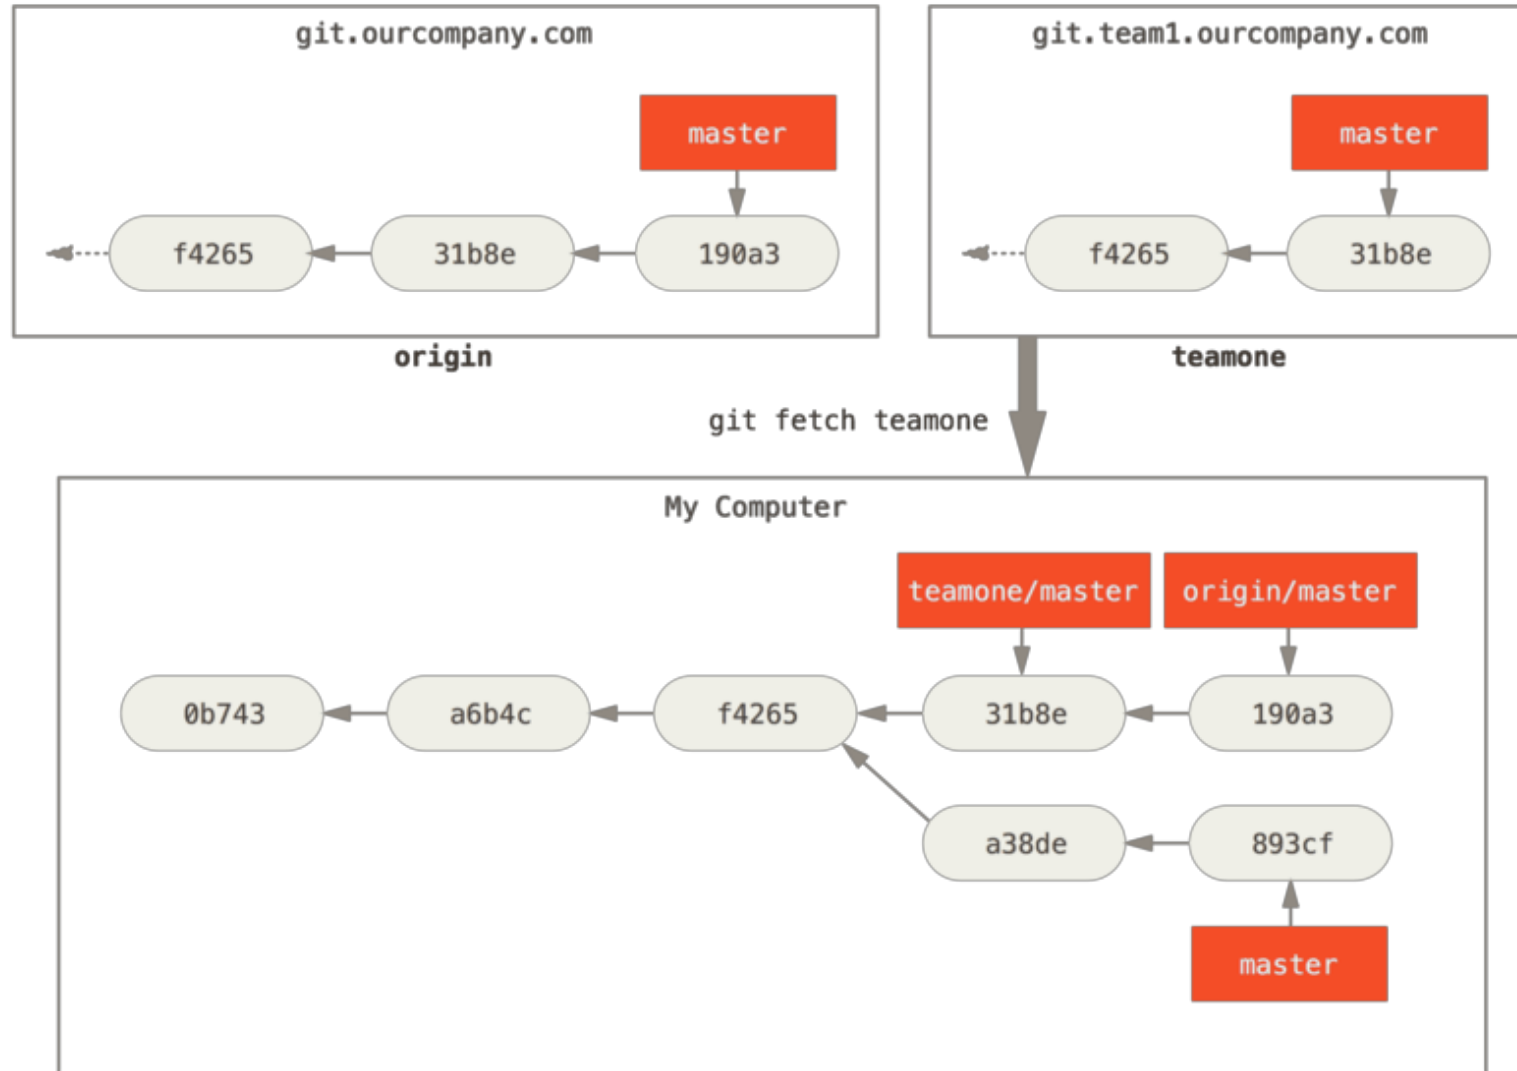 git.ourcompany.com
master
f4265
31b8e
190a3
origin
git.team1.ourcompany.com
master
f4265
31b8e
teamone
git fetch teamone
My Computer
teamone/master
origin/master
0b743
a6b4c
f4265
31b8e
190a3
a38de
893cf
master